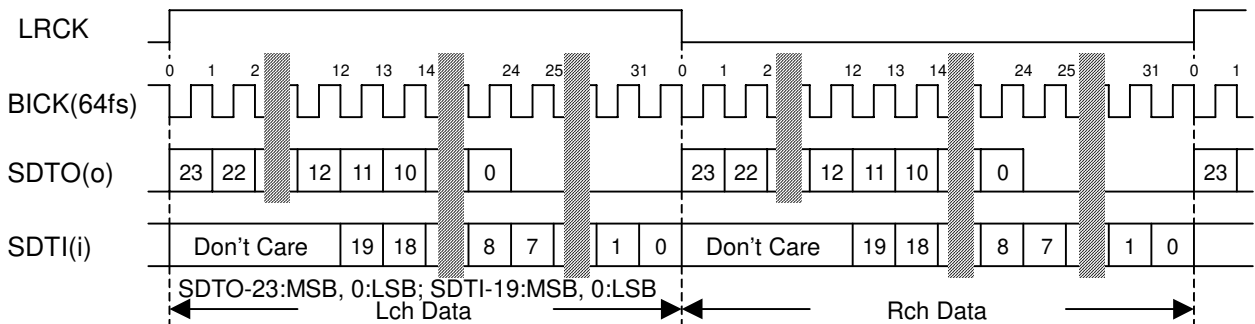 LRCK
0 1 2 12 13 14 24 25 31 0 1 2 12 13 14 24 25 31 0 1
BICK(64fs)
SDTO(o) 23 22 12 11 10 0 23 22 12 11 10 0 23
SDTI(i) Don't Care 19 18 8 7 1 0 Don't Care 19 18 8 7 1 0
SDTO-23:MSB, 0:LSB; SDTI-19:MSB, 0:LSB
Lch Data Rch Data